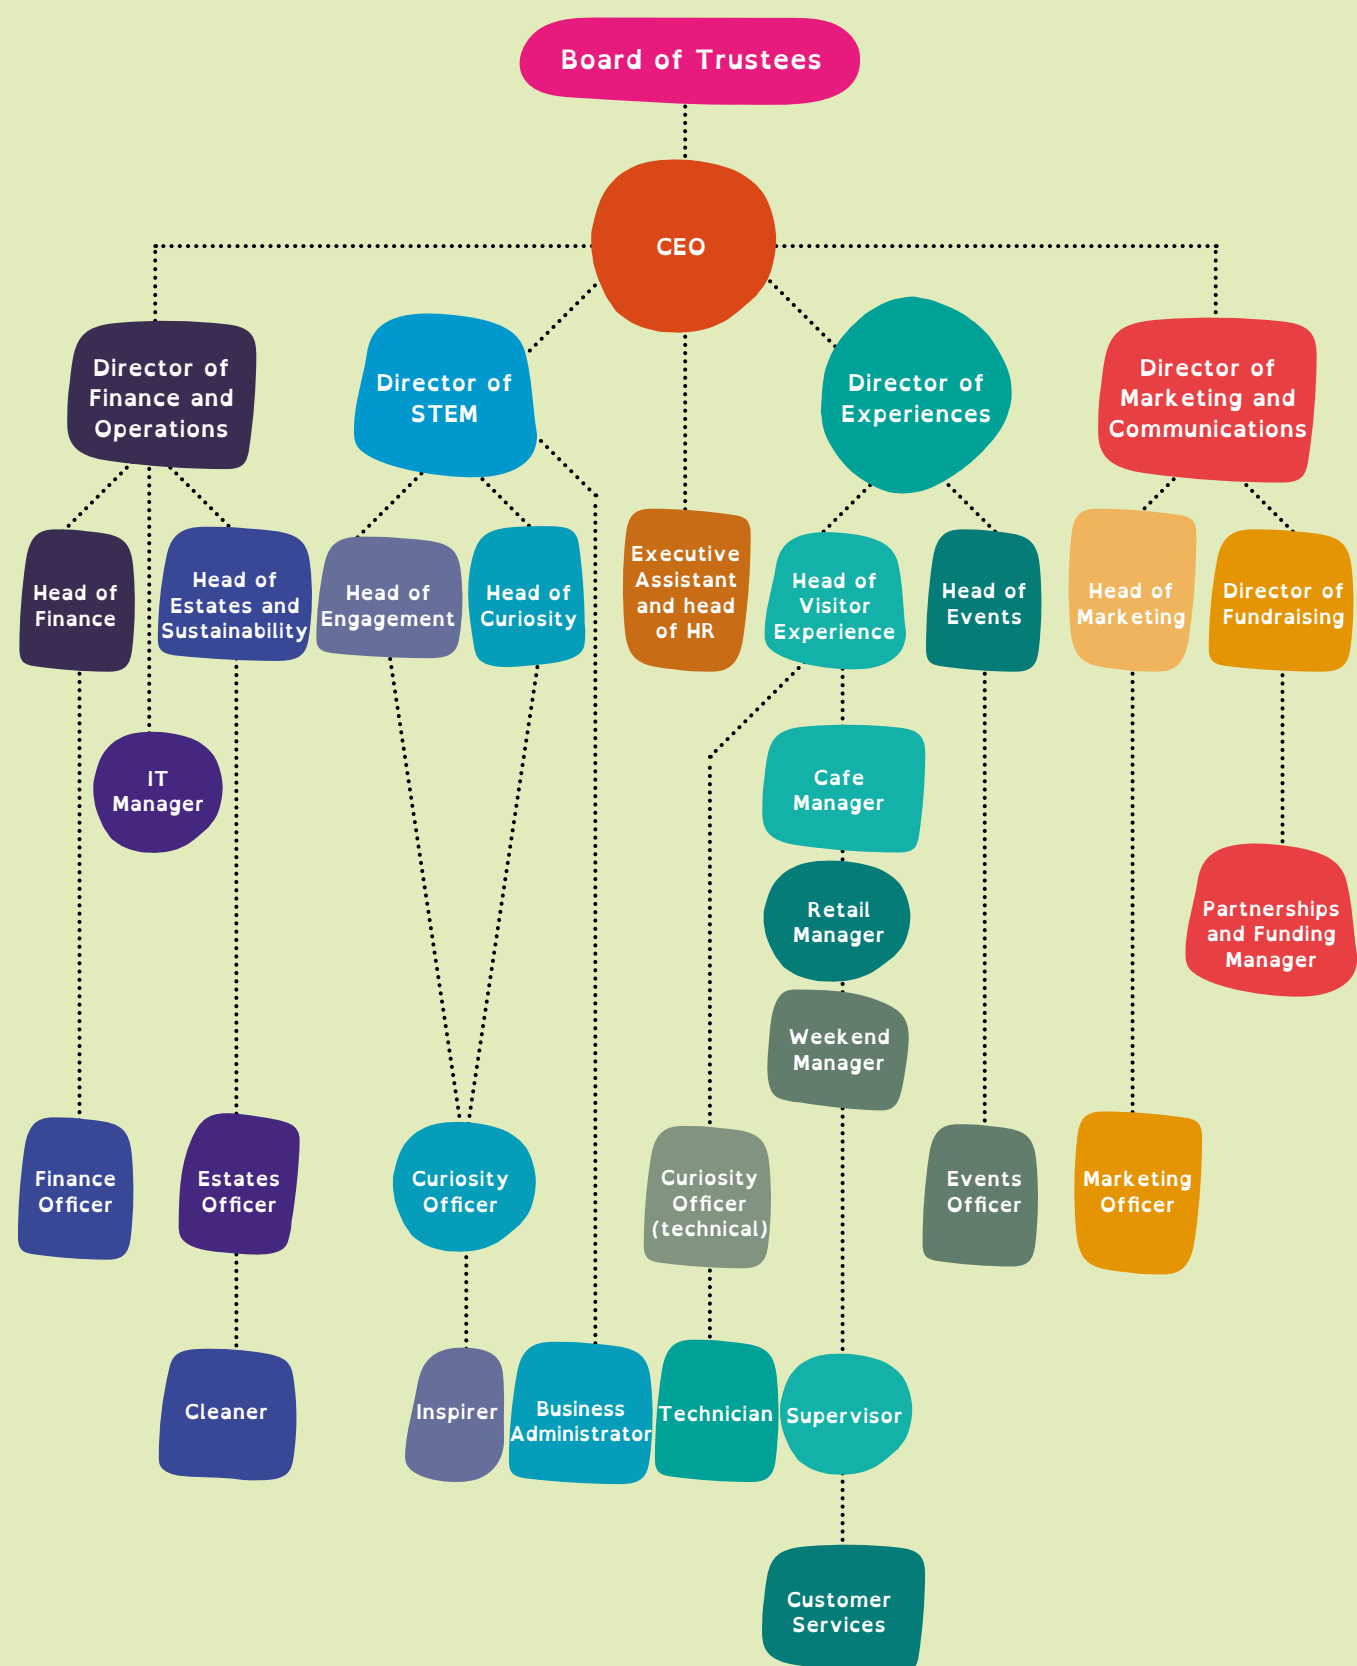 Board of Trustees
CEO
Director of
Finance and
Operations
Director of
STEM
Director of
Experiences
Director of
Marketing and
Communications
Head of
Finance
Head of
Estates and
Sustainability
Head of
Engagement
Head of
Curiosity
Executive
Assistant
and head
of HR
Head of
Visitor
Experience
Head of
Events
Head of
Marketing
Director of
Fundraising
IT
Manager
Cafe
Manager
Retail
Manager
Partnerships
and Funding
Manager
Weekend
Manager
Finance
Officer
Estates
Officer
Curiosity
Officer
Curiosity
Officer
(technical)
Events
Officer
Marketing
Officer
Cleaner
Inspirer
Business
Administrator
Technician
Supervisor
Customer
Services